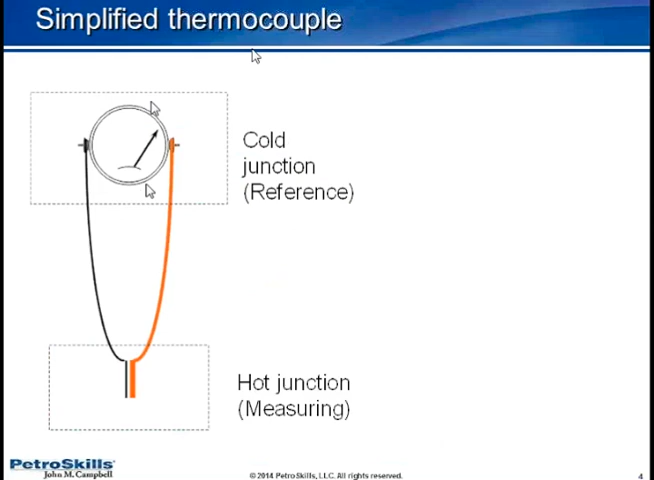 Simplified thermocouple
Cold
junction
(Reference)
Hot junction
(Measuring)
PetroSkills
John M. Campbell
© 2014 PetroSkills, LLC. All rights reserved.
4